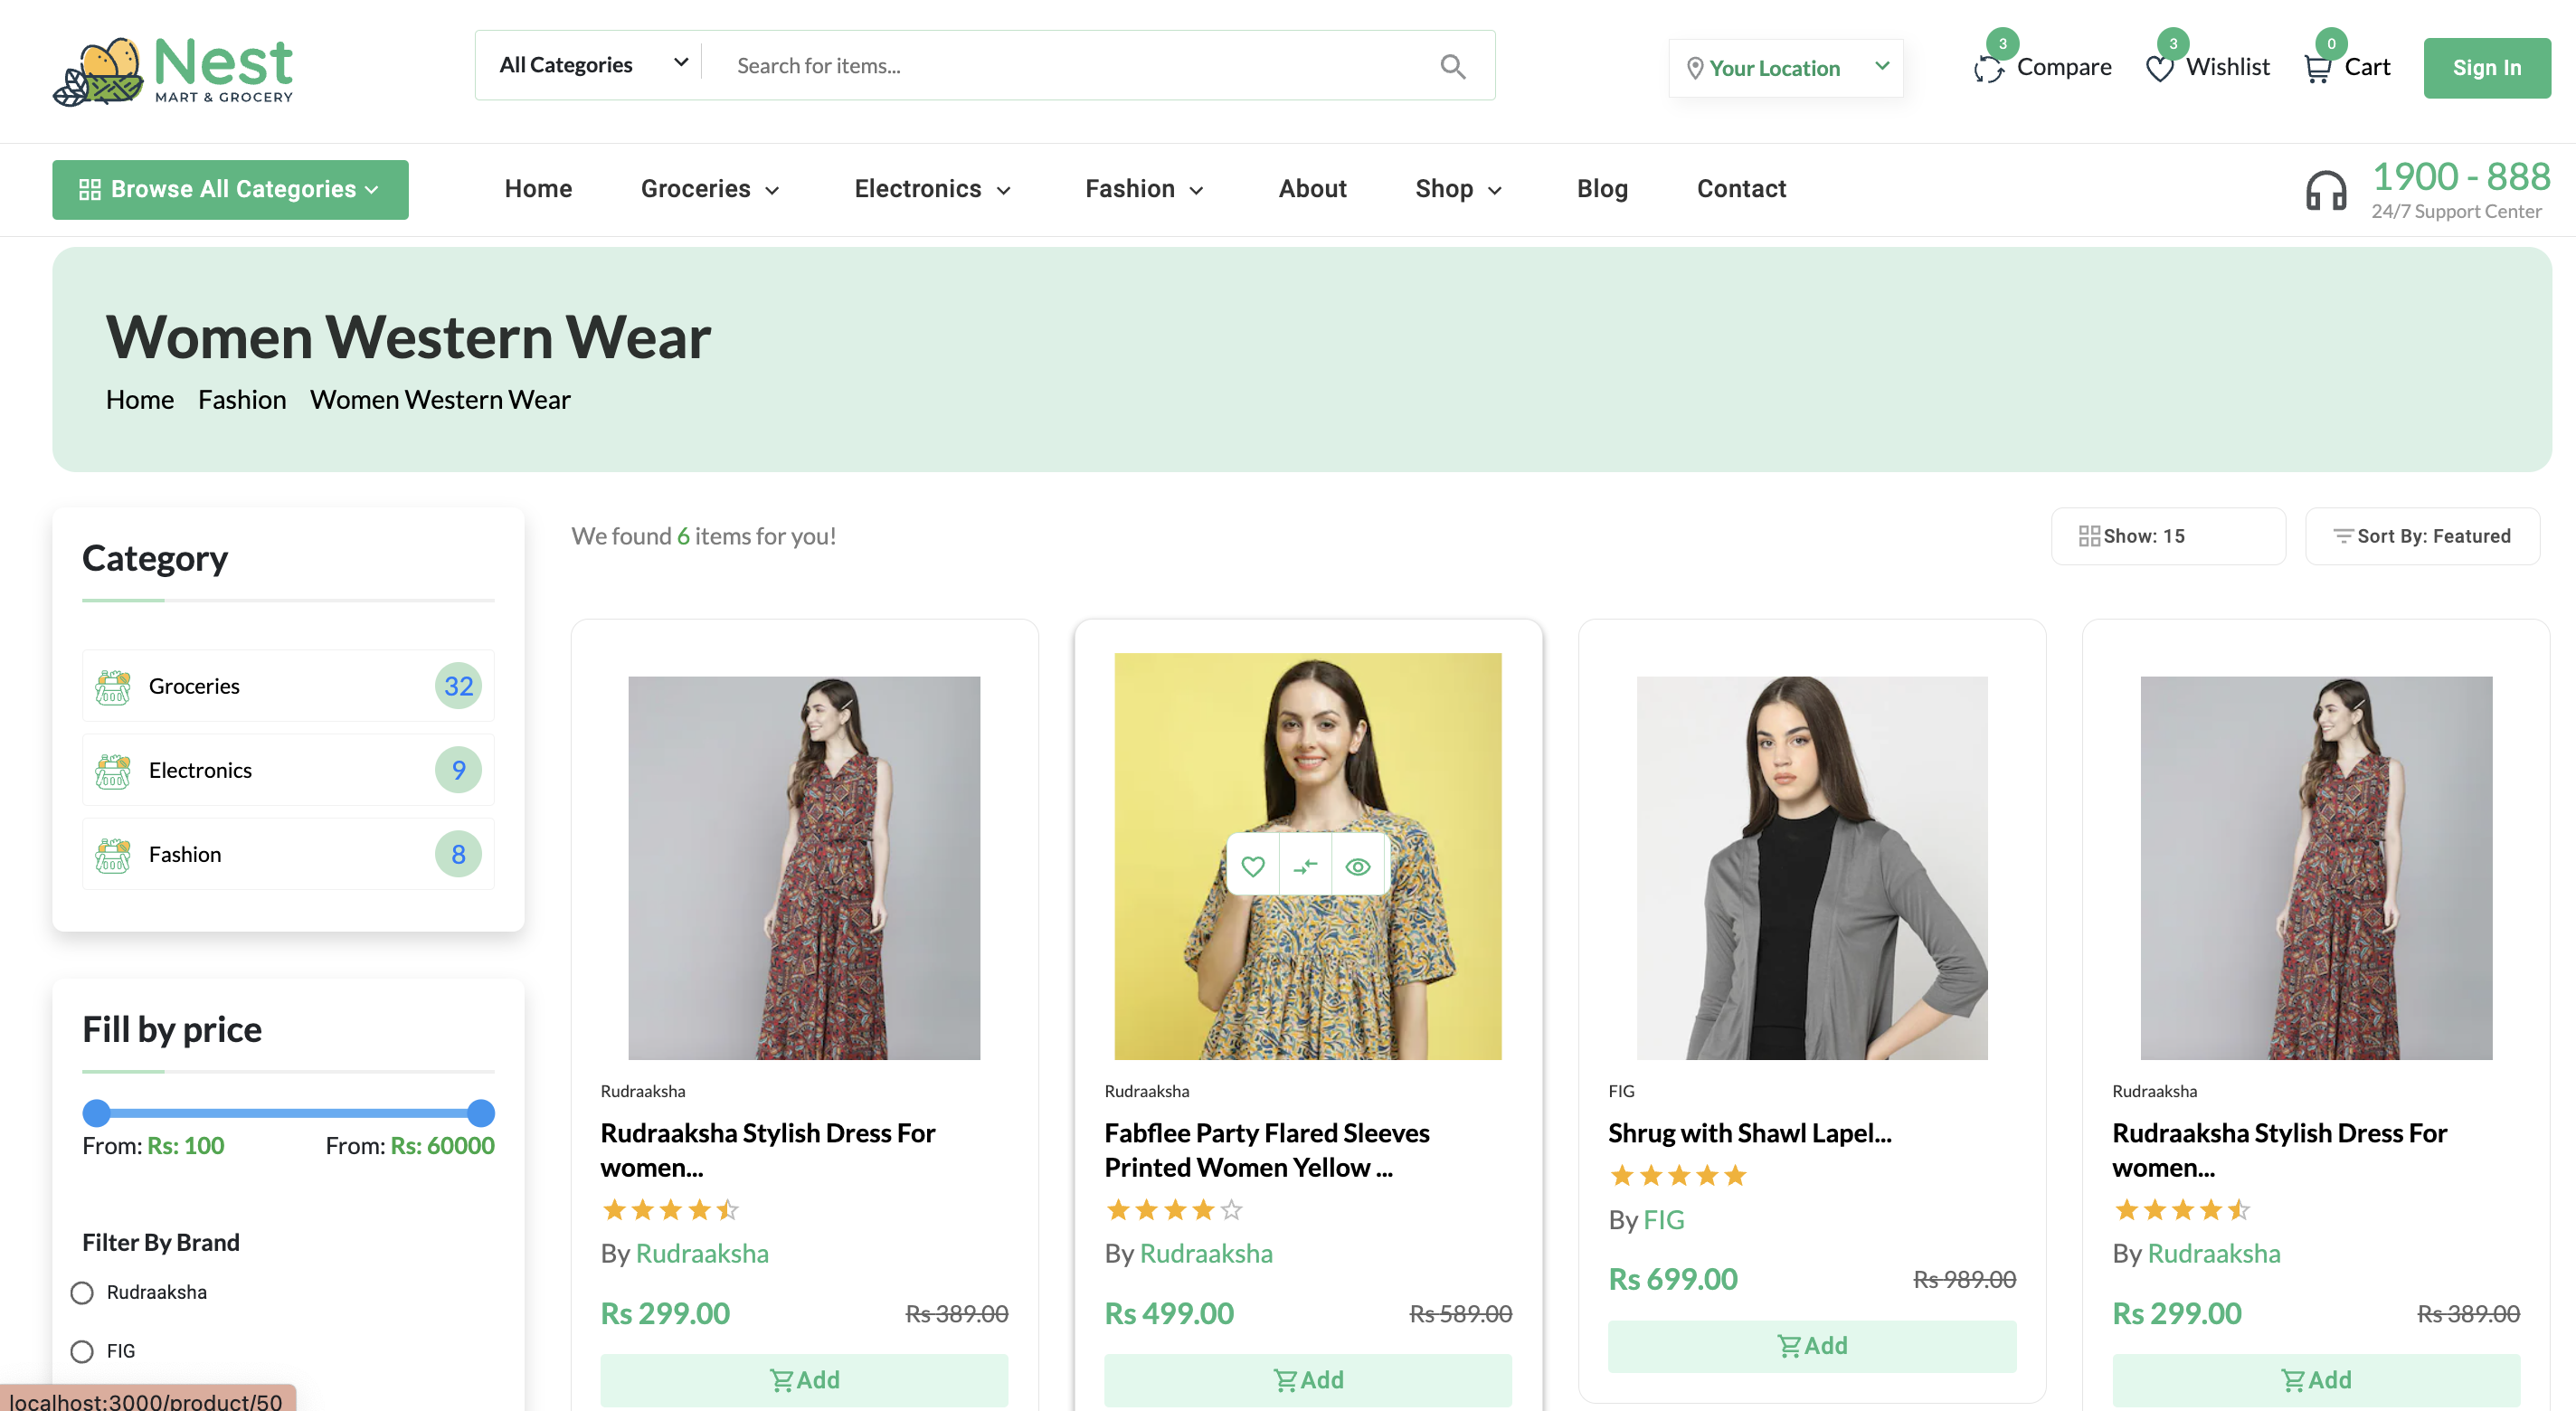 Nest
MART & GROCERY
All Categories
Search for items...
Your Location
3
Compare
3
Wishlist
0
Cart
Sign In
Browse All Categories
Home
Groceries
Electronics
Fashion
About
Shop
Blog
Contact
1900 - 888
24/7 Support Center
Women Western Wear
Home Fashion Women Western Wear
Category
Groceries 32
Electronics 9
Fashion 8
Fill by price
From: Rs: 100 From: Rs: 60000
Filter By Brand
Rudraaksha
FIG
We found 6 items for you!
Show: 15
Sort By: Featured
Rudraaksha
Rudraaksha Stylish Dress For
women...
By Rudraaksha
Rs 299.00 Rs 389.00
Add
Rudraaksha
Fabflee Party Flared Sleeves
Printed Women Yellow ...
By Rudraaksha
Rs 499.00 Rs 589.00
Add
FIG
Shrug with Shawl Lapel...
By FIG
Rs 699.00 Rs 989.00
Add
Rudraaksha
Rudraaksha Stylish Dress For
women...
By Rudraaksha
Rs 299.00 Rs 389.00
Add
localhost:3000/product/50